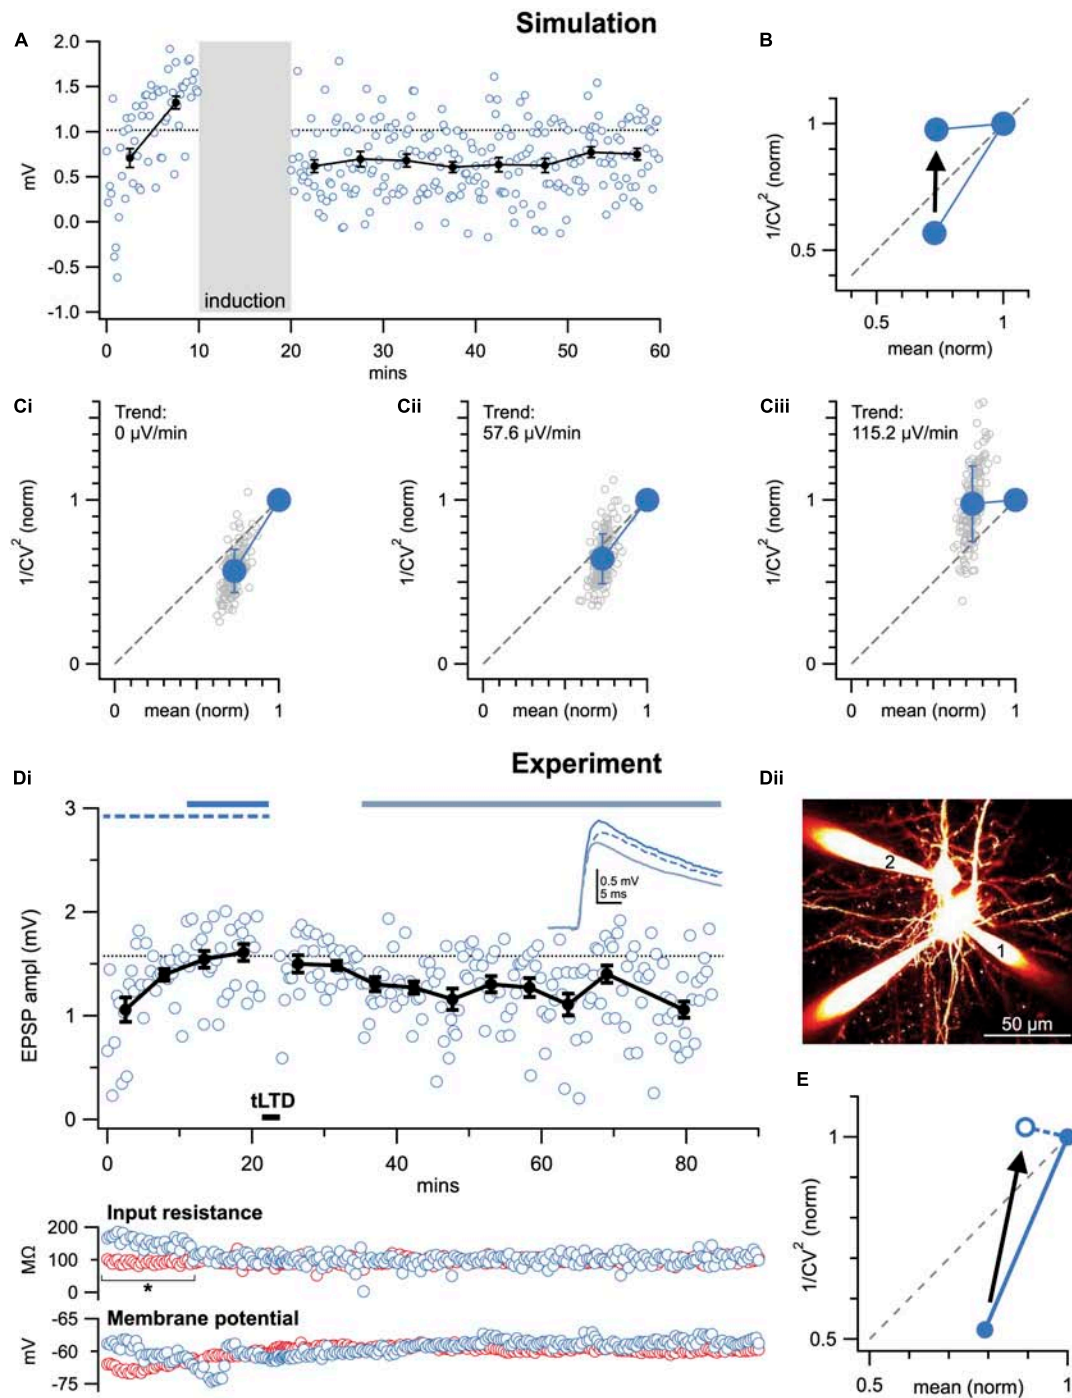 Simulation
A
2.0
1.5
1.0
0.5
0.0
-0.5
-1.0
mV
induction
0 10 20 30 40 50 60
mins
B
1
0.5
1/CV² (norm)
0.5 1
mean (norm)
Ci
Trend:
0 µV/min
1
0
1/CV² (norm)
0 mean (norm) 1
Cii
Trend:
57.6 µV/min
1
0
1/CV² (norm)
0 mean (norm) 1
Ciii
Trend:
115.2 µV/min
1
0
1/CV² (norm)
0 mean (norm) 1
Experiment
Di
3
2
1
0
EPSP ampl (mV)
0.5 mV
5 ms
tLTD
0 20 40 60 80
mins
Input resistance
200
100
0
MΩ
*
Membrane potential
-65
-60
-75
mV
Dii
2
1
50 µm
E
1
0.5
1/CV² (norm)
0.5 mean (norm) 1